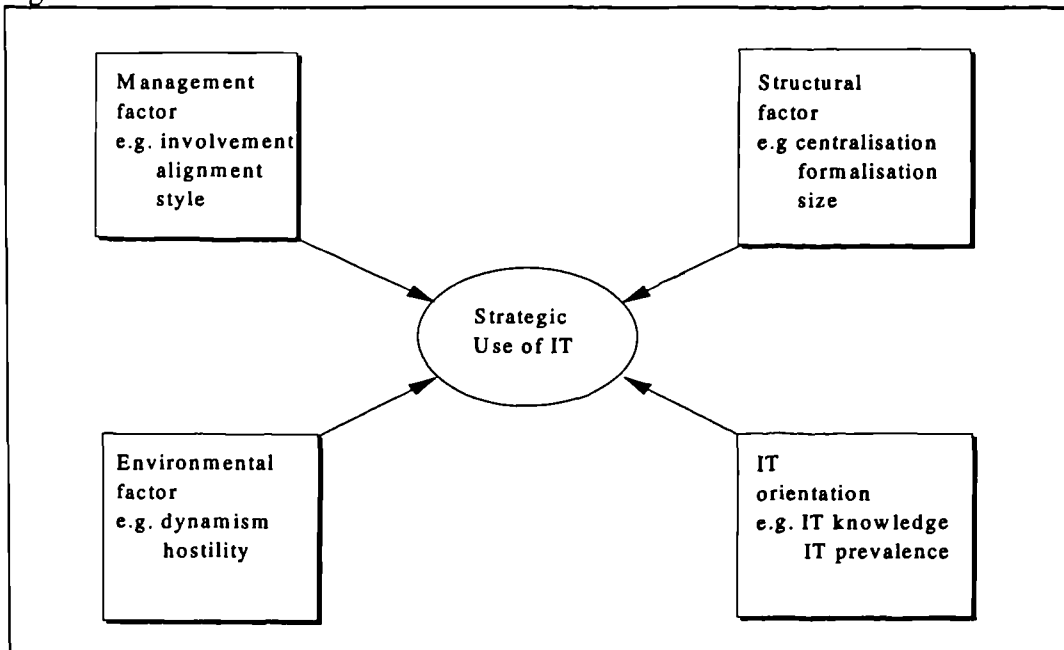 Management
factor
e.g. involvement
alignment
style
Structural
factor
e.g centralisation
formalisation
size
Strategic
Use of IT
Environmental
factor
e.g. dynamism
hostility
IT
orientation
e.g. IT knowledge
IT prevalence